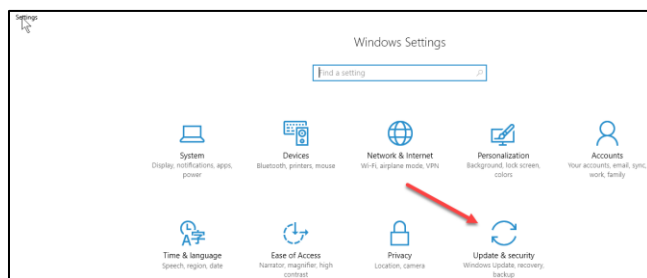 Settings
Windows Settings
Find a setting
System
Display, notifications, apps,
power
Devices
Bluetooth, printers, mouse
Network & Internet
Wi-Fi, airplane mode, VPN
Personalization
Background, lock screen,
colors
Accounts
Your accounts, email, sync,
work, family
Time & language
Speech, region, date
Ease of Access
Narrator, magnifier, high
contrast
Privacy
Location, camera
Update & security
Windows Update, recovery,
backup